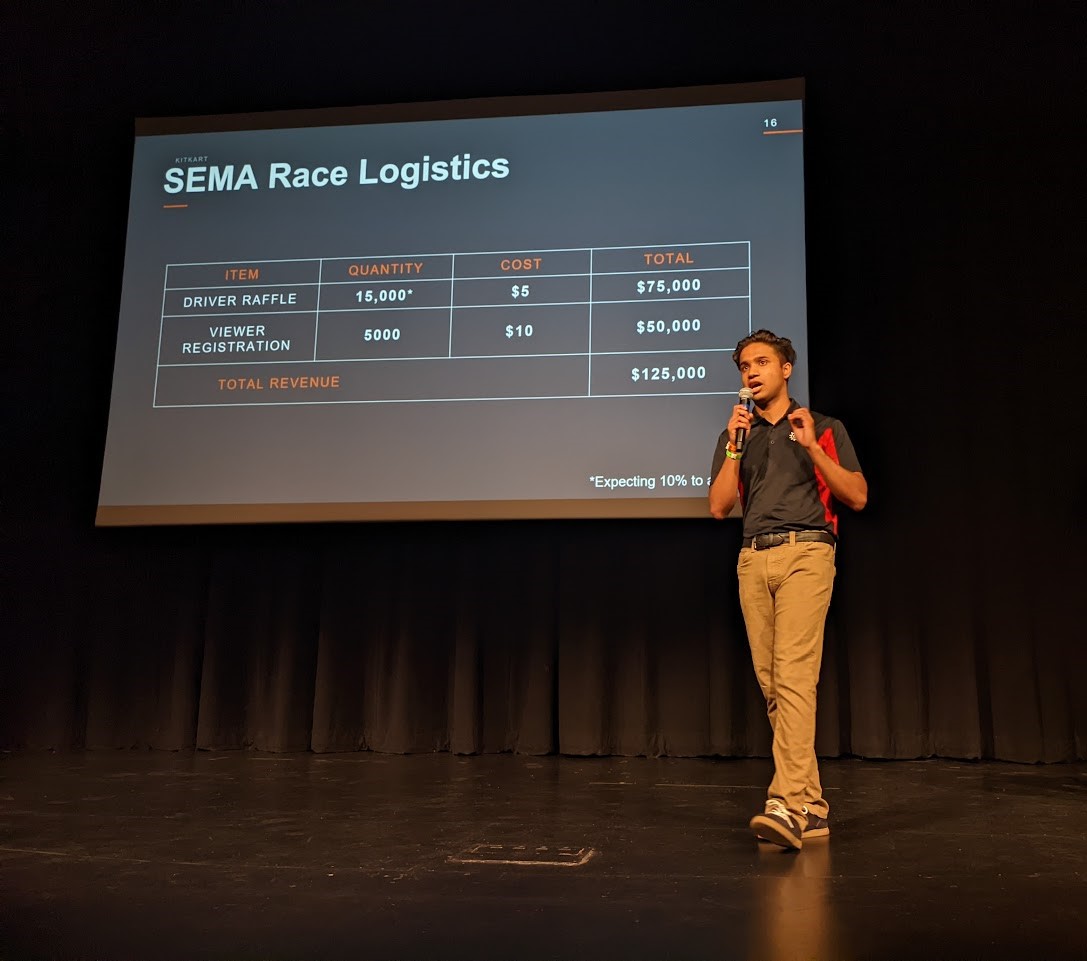 16
KITKART
SEMA Race Logistics
ITEM QUANTITY COST TOTAL
DRIVER RAFFLE 15,000* $5 $75,000
VIEWER
REGISTRATION 5000 $10 $50,000
TOTAL REVENUE $125,000
*Expecting 10% to